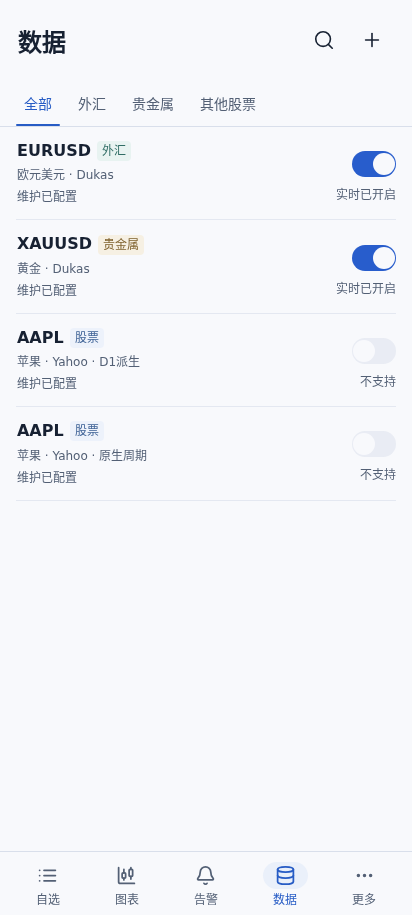 数据
全部 外汇 贵金属 其他股票
EURUSD 外汇
欧元美元 · Dukas
维护已配置
实时已开启
XAUUSD 贵金属
黄金 · Dukas
维护已配置
实时已开启
AAPL 股票
苹果 · Yahoo · D1派生
维护已配置
不支持
AAPL 股票
苹果 · Yahoo · 原生周期
维护已配置
不支持
自选 图表 告警 数据 更多